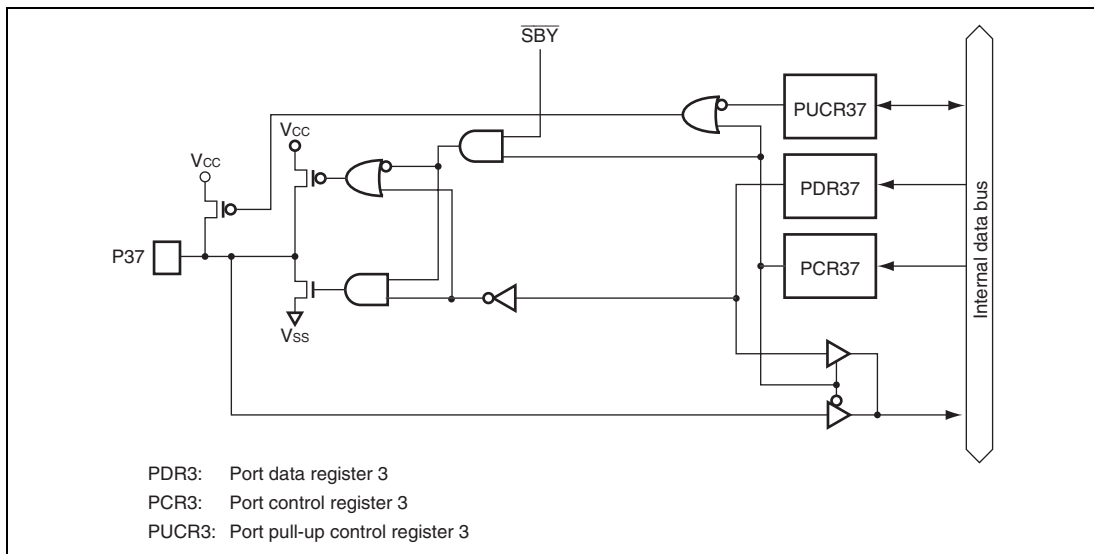 SBY
PUCR37
VCC
PDR37
VCC
P37
PCR37
VSS
Internal data bus
PDR3: Port data register 3
PCR3: Port control register 3
PUCR3: Port pull-up control register 3